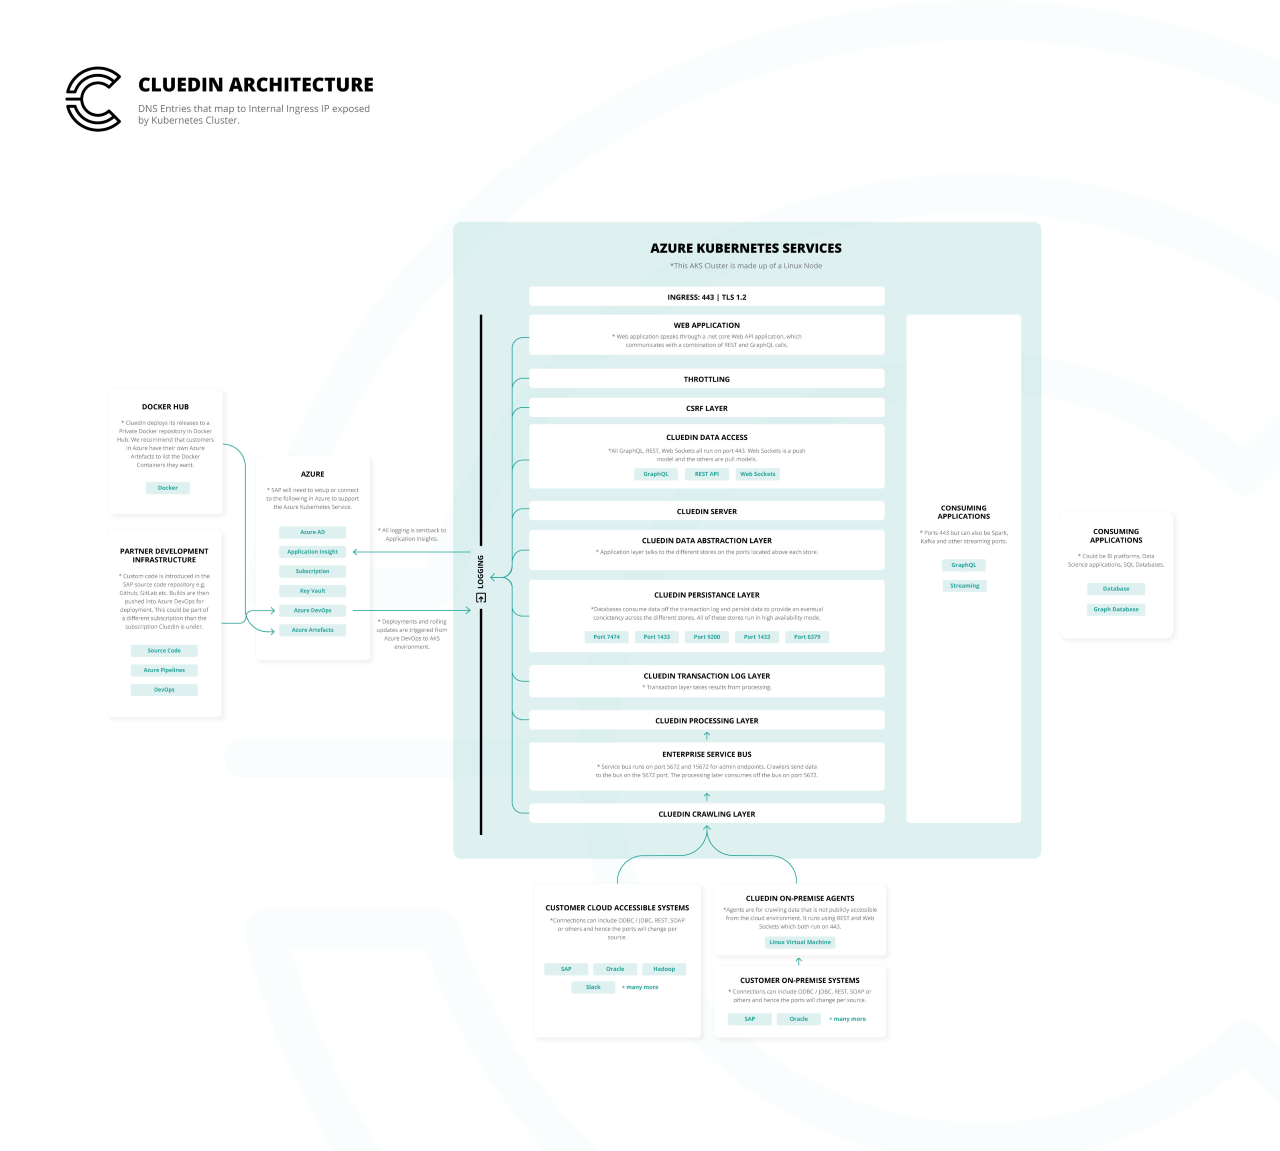 CLUEDIN ARCHITECTURE
DNS Entries that map to Internal Ingress IP exposed
by Kubernetes Cluster.
AZURE KUBERNETES SERVICES
*This AKS Cluster is made up of a Linux Node
INGRESS: 443 | TLS 1.2
WEB APPLICATION
* Web application speaks through a .net core Web API application, which
communicates with a combination of REST and GraphQL calls.
THROTTLING
CSRF LAYER
CLUEDIN DATA ACCESS
*All GraphQL, REST, Web Sockets all run on port 443. Web Sockets is a push
model and the others are pull models.
GraphQL
REST API
Web Sockets
CLUEDIN SERVER
CLUEDIN DATA ABSTRACTION LAYER
* Application layer talks to the different stores on the ports located above each store.
CLUEDIN PERSISTANCE LAYER
*Databases consume data off the transaction log and persist data to provide an eventual
concictency across the different stores. All of these stores run in high availability mode.
Port 7474
Port 1433
Port 9200
Port 1433
Port 6379
CLUEDIN TRANSACTION LOG LAYER
* Transaction layer takes results from processing.
CLUEDIN PROCESSING LAYER
ENTERPRISE SERVICE BUS
* Service bus runs on port 5672 and 15672 for admin endpoints, Crawlers send data
to the bus on the 5672 port. The processing later consumes off the bus on port 5672.
CLUEDIN CRAWLING LAYER
LOGGING
CONSUMING
APPLICATIONS
* Ports 443 but can also be Spark,
Kafka and other streaming ports.
GraphQL
Streaming
CONSUMING
APPLICATIONS
* Could be BI platforms, Data
Science applications, SQL Databases.
Database
Graph Database
DOCKER HUB
* CluedIn deploys its releases to a
Private Docker repository in Docker
Hub. We recommend that customers
in Azure have their own Azure
Artefacts to list the Docker
Containers they want.
Docker
PARTNER DEVELOPMENT
INFRASTRUCTURE
* Custom code is introduced in the
SAP source code repository e.g.
Github, GitLab etc. Builds are then
pushed into Azure DevOps for
deployment. This could be part of
a different subscription than the
subscription CluedIn is under.
Source Code
Azure Pipelines
DevOps
AZURE
* SAP will need to setup or connect
to the following in Azure to support
the Azure Kubernetes Service.
Azure AD
Application Insight
Subscription
Key Vault
Azure DevOps
Azure Artefacts
* All logging is sentback to
Application Insights.
* Deployments and rolling
updates are triggered from
Azure DevOps to AKS
environment.
CUSTOMER CLOUD ACCESSIBLE SYSTEMS
*Connections can include ODBC / JDBC, REST, SOAP
or others and hence the ports will change per
source.
SAP
Oracle
Hadoop
Slack
+ many more
CLUEDIN ON-PREMISE AGENTS
*Agents are for crawling data that is not publicly accessible
from the cloud environment. It runs using REST and Web
Sockets which both run on 443.
Linux Virtual Machine
CUSTOMER ON-PREMISE SYSTEMS
* Connections can include ODBC / JDBC, REST, SOAP or
others and hence the ports will change per source.
SAP
Oracle
+ many more